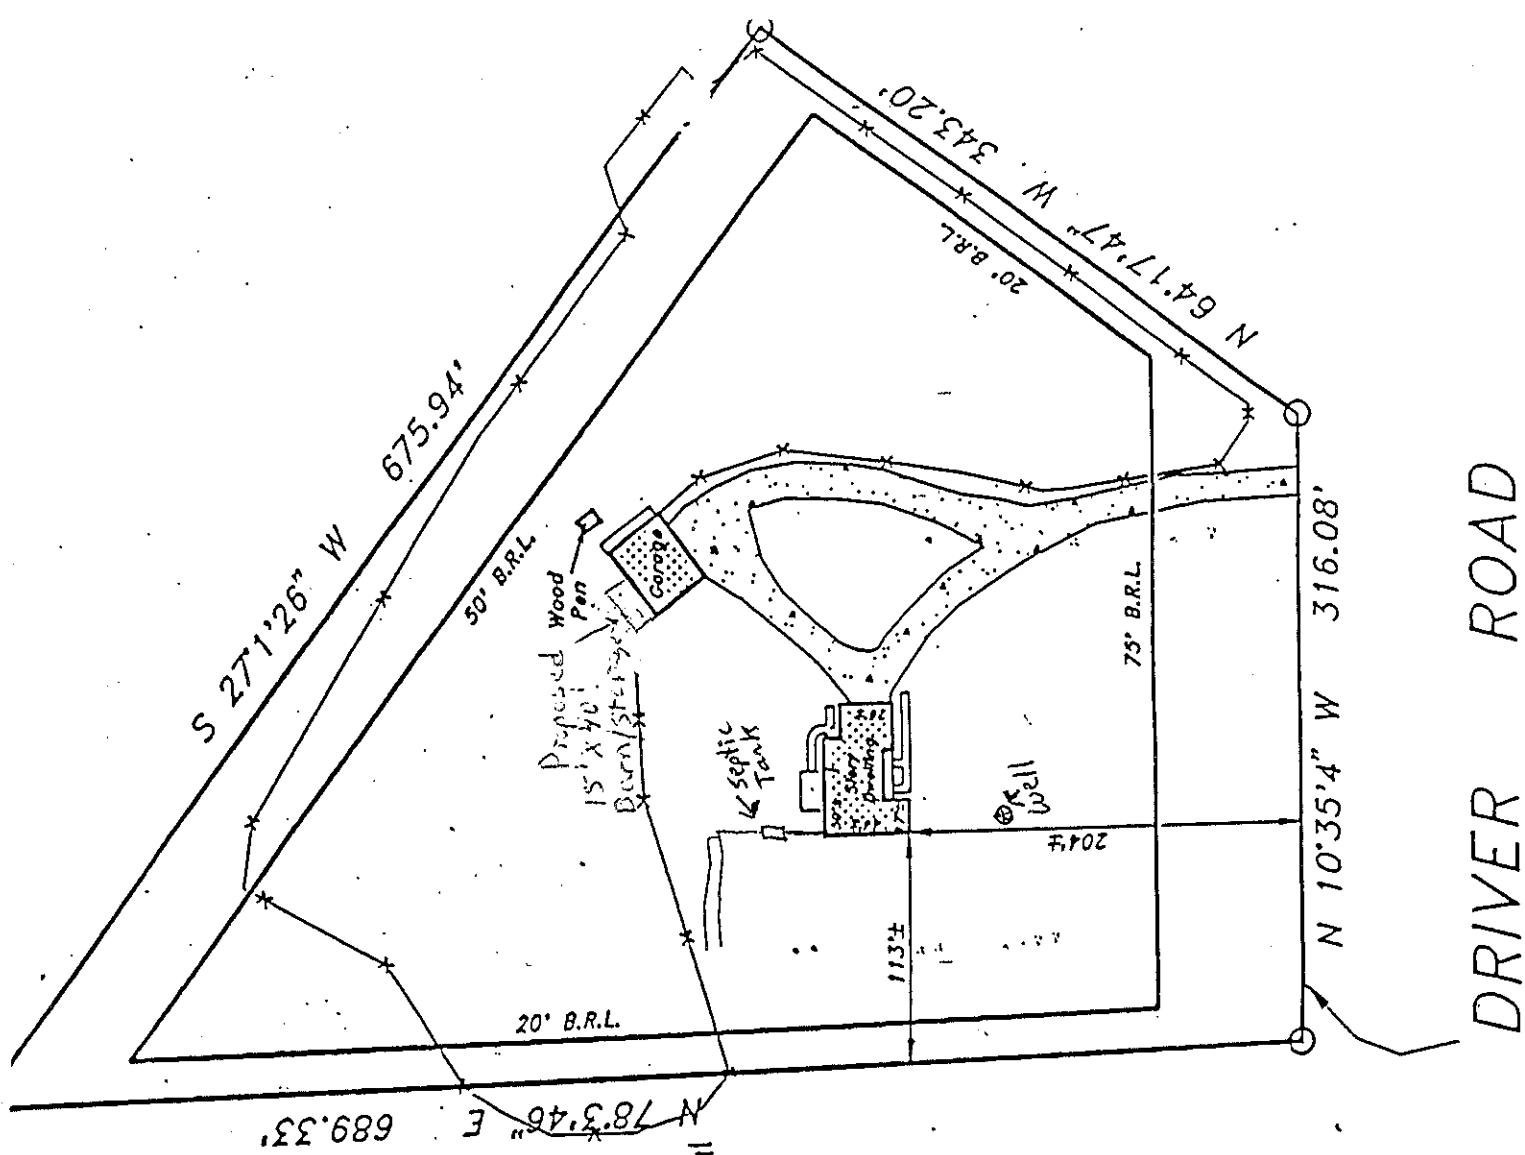 N 64°17'47" W. 343.20'
20' B.R.L.
S 27°1'26" W 675.94'
50' B.R.L.
Wood
Pen
Garage
Proposed
15' x 40'
Barn/Storage
Septic
Tank
Story
Dwelling
Well
204'±
113'±
75' B.R.L.
20' B.R.L.
N 78°3'46" E 689.33'
N 10°35'4" W 316.08'
DRIVER ROAD